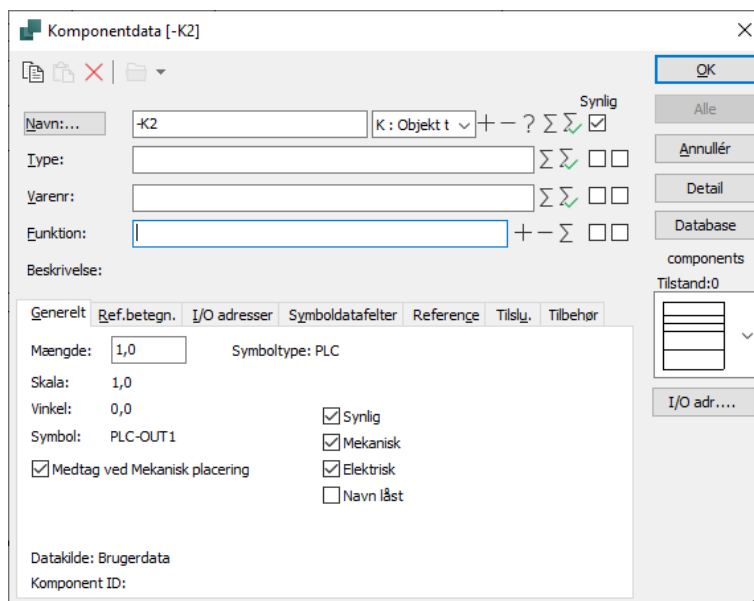 Komponentdata [-K2]
OK
Alle
Annullér
Detail
Database
components
Tilstand:0
I/O adr....
Synlig
Navn:... -K2 K : Objekt t
Type:
Varenr:
Funktion:
Beskrivelse:
Generelt Ref.betegn. I/O adresser Symboldatafelter Reference Tilslu. Tilbehør
Mængde: 1,0 Symboltype: PLC
Skala: 1,0
Vinkel: 0,0
Symbol: PLC-OUT1
Medtag ved Mekanisk placering
Synlig
Mekanisk
Elektrisk
Navn låst
Datakilde: Brugerdata
Komponent ID: